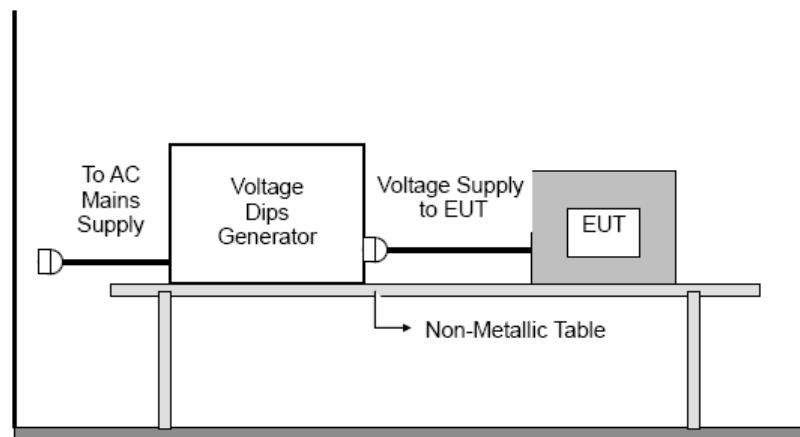 To AC
Mains
Supply
Voltage
Dips
Generator
Voltage Supply
to EUT
EUT
Non-Metallic Table